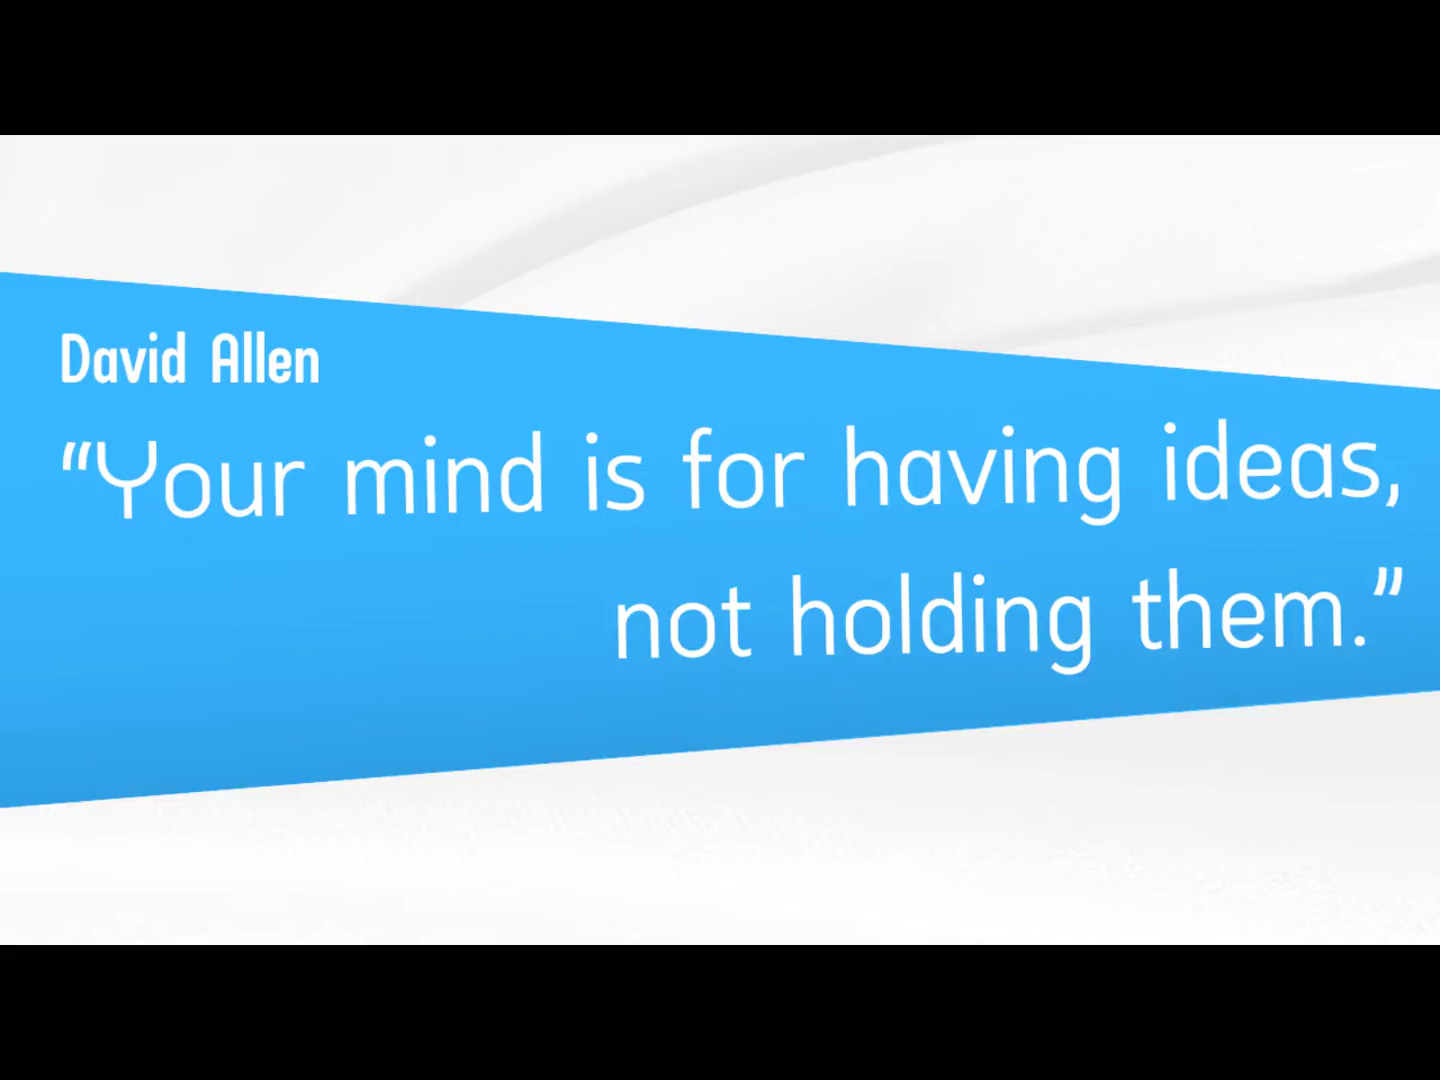 David Allen
“Your mind is for having ideas,
not holding them.”